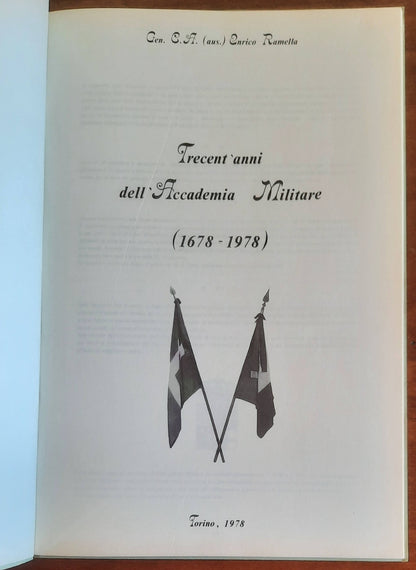 Gen. C.A. (aus.) Enrico Ramella
Trecent'anni
dell'Accademia Militare
(1678 - 1978)
Torino, 1978